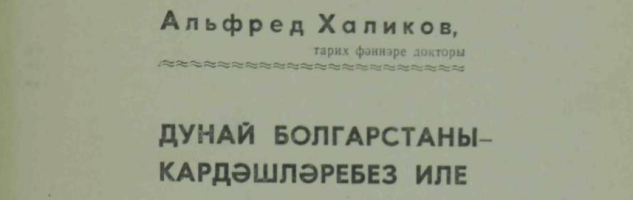 Альфред Халиков,
тарих фәннәре докторы
ДУНАЙ БОЛГАРСТАНЫ–
КАРДӘШЛӘРЕБЕЗ ИЛЕ